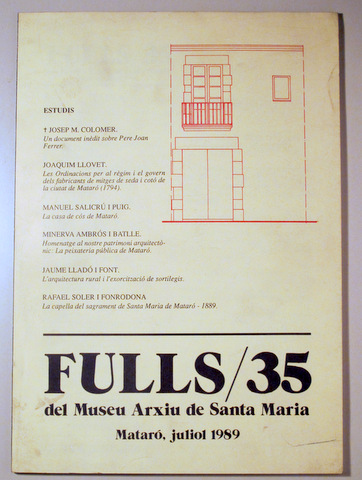 ESTUDIS
† JOSEP M. COLOMER.
Un document inèdit sobre Pere Joan
Ferrer.
JOAQUIM LLOVET.
Les Ordinacions per al règim i el govern
dels fabricants de mitges de seda i cotó de
la ciutat de Mataró (1794).
MANUEL SALICRÚ I PUIG.
La casa de cós de Mataró.
MINERVA AMBRÓS I BATLLE.
Homenatge al nostre patrimoni arquitectò-
nic: La peixateria pública de Mataró.
JAUME LLADÓ I FONT.
L'arquitectura rural i l'exorcització de sortilegis.
RAFAEL SOLER I FONRODONA
La capella del sagrament de Santa Maria de Mataró - 1889.
FULLS/35
del Museu Arxiu de Santa Maria
Mataró, juliol 1989